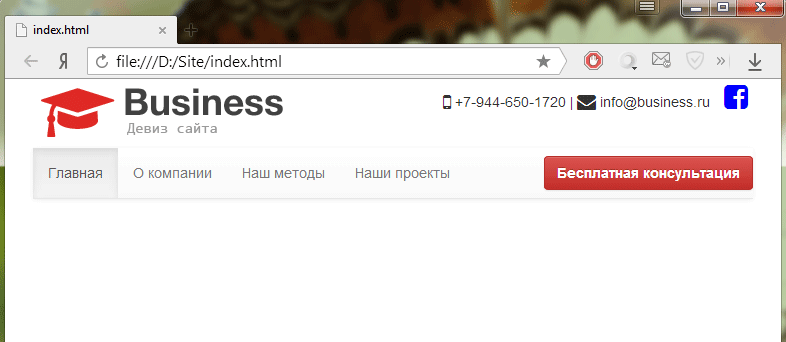 index.html
Я file:///D:/Site/index.html
Business
Девиз сайта
+7-944-650-1720 | info@business.ru
Главная О компании Наш методы Наши проекты Бесплатная консультация